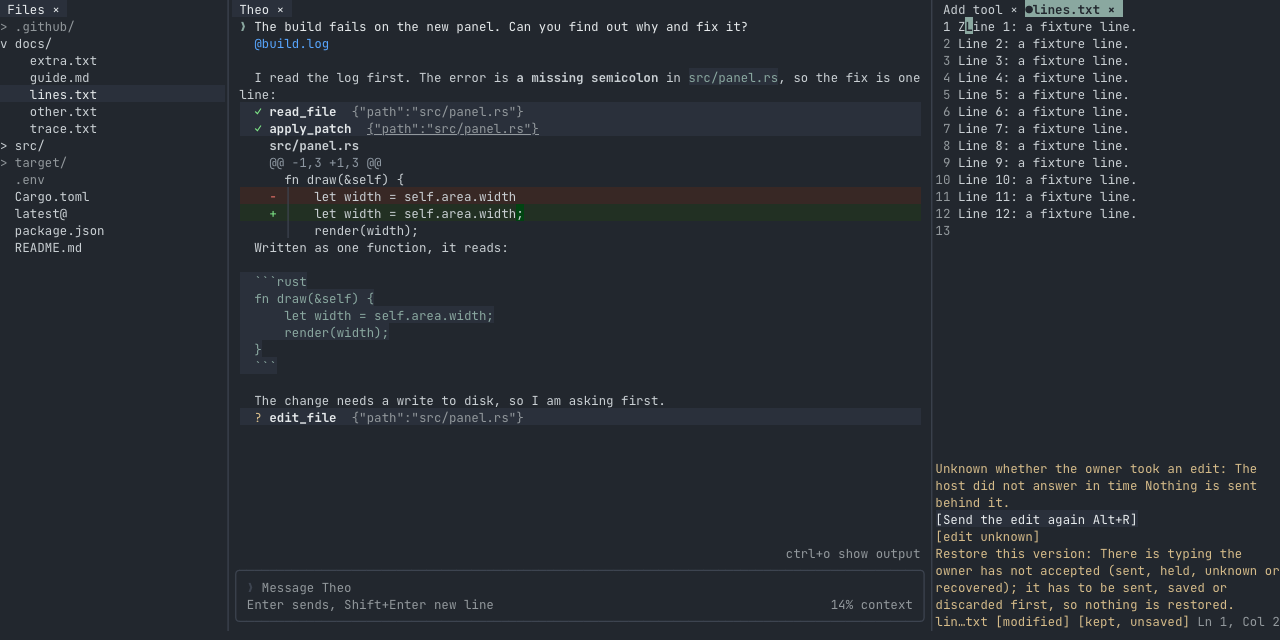 Files ×
> .github/
v docs/
extra.txt
guide.md
lines.txt
other.txt
trace.txt
> src/
> target/
.env
Cargo.toml
latest@
package.json
README.md
Theo ×
❯ The build fails on the new panel. Can you find out why and fix it?
@build.log
I read the log first. The error is a missing semicolon in src/panel.rs, so the fix is one
line:
✓ read_file {"path":"src/panel.rs"}
✓ apply_patch {"path":"src/panel.rs"}
src/panel.rs
@@ -1,3 +1,3 @@
fn draw(&self) {
- let width = self.area.width
+ let width = self.area.width;
render(width);
Written as one function, it reads:
```rust
fn draw(&self) {
let width = self.area.width;
render(width);
}
```
The change needs a write to disk, so I am asking first.
? edit_file {"path":"src/panel.rs"}
ctrl+o show output
❯ Message Theo
Enter sends, Shift+Enter new line 14% context
Add tool × ●lines.txt ×
1 ZLine 1: a fixture line.
2 Line 2: a fixture line.
3 Line 3: a fixture line.
4 Line 4: a fixture line.
5 Line 5: a fixture line.
6 Line 6: a fixture line.
7 Line 7: a fixture line.
8 Line 8: a fixture line.
9 Line 9: a fixture line.
10 Line 10: a fixture line.
11 Line 11: a fixture line.
12 Line 12: a fixture line.
13
Unknown whether the owner took an edit: The
host did not answer in time Nothing is sent
behind it.
[Send the edit again Alt+R]
[edit unknown]
Restore this version: There is typing the
owner has not accepted (sent, held, unknown or
recovered); it has to be sent, saved or
discarded first, so nothing is restored.
lin…txt [modified] [kept, unsaved] Ln 1, Col 2